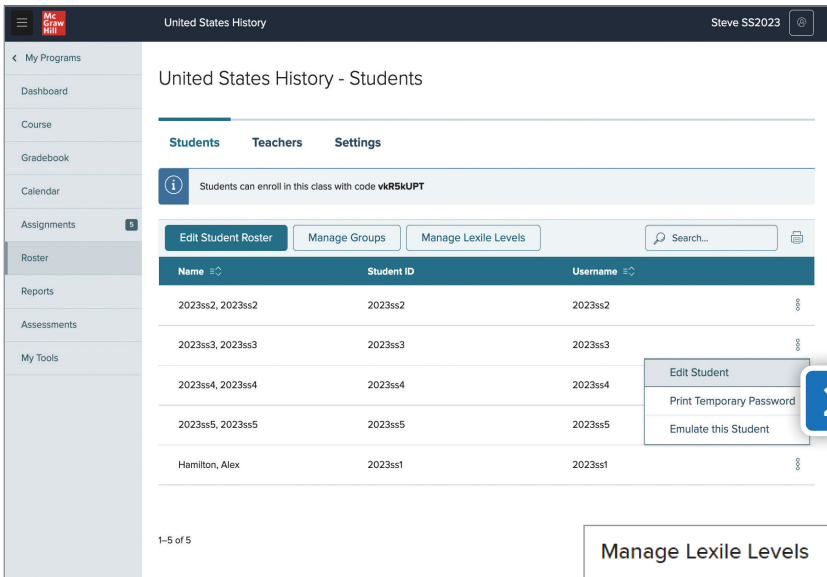 Mc
Graw
Hill
United States History
Steve SS2023
My Programs
Dashboard
Course
Gradebook
Calendar
Assignments 5
Roster
Reports
Assessments
My Tools
United States History - Students
Students Teachers Settings
Students can enroll in this class with code vkR5kUPT
Edit Student Roster Manage Groups Manage Lexile Levels Search...
Name Student ID Username
2023ss2, 2023ss2 2023ss2 2023ss2
2023ss3, 2023ss3 2023ss3 2023ss3
2023ss4, 2023ss4 2023ss4 2023ss4
2023ss5, 2023ss5 2023ss5 2023ss5
Hamilton, Alex 2023ss1 2023ss1
Edit Student
Print Temporary Password
Emulate this Student
1–5 of 5
Manage Lexile Levels